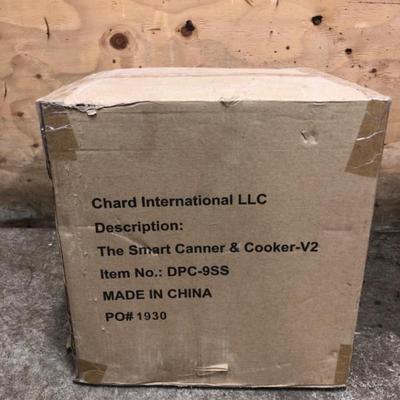 Chard International LLC
Description:
The Smart Canner & Cooker-V2
Item No.: DPC-9SS
MADE IN CHINA
PO# 1930